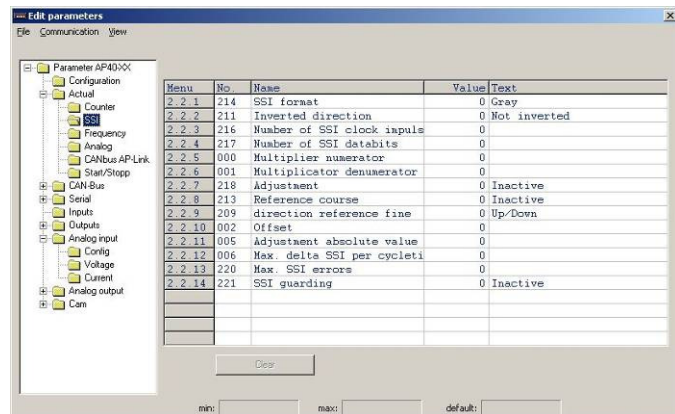 Edit parameters
File Communication View
Parameter AP40-XX
Configuration
Actual
Counter
SSI
Frequency
Analog
CANbus AP-Link
Start/Stopp
CAN-Bus
Serial
Inputs
Outputs
Analog input
Config
Voltage
Current
Analog output
Cam
Menu No. Name Value Text
2.2.1 214 SSI format 0 Gray
2.2.2 211 Inverted direction 0 Not inverted
2.2.3 216 Number of SSI clock impuls 0
2.2.4 217 Number of SSI databits 0
2.2.5 000 Multiplier numerator 0
2.2.6 001 Multiplicator denumerator 0
2.2.7 218 Adjustment 0 Inactive
2.2.8 213 Reference course 0 Inactive
2.2.9 209 direction reference fine 0 Up/Down
2.2.10 002 Offset 0
2.2.11 005 Adjustment absolute value 0
2.2.12 006 Max. delta SSI per cycleti 0
2.2.13 220 Max. SSI errors 0
2.2.14 221 SSI guarding 0 Inactive
Clear
min: max: default: